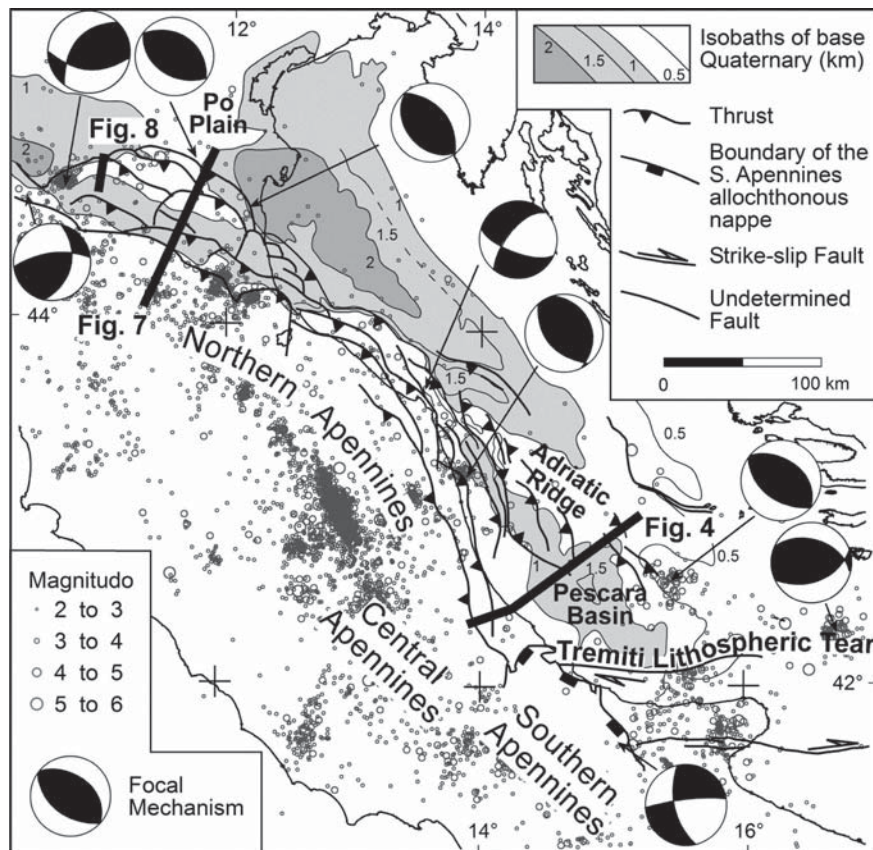 12°
14°
2
1.5
1
0.5
Isobaths of base
Quaternary (km)
Thrust
Boundary of the
S. Apennines
allochthonous
nappe
Strike-slip Fault
Undetermined
Fault
0
100 km
Po
Plain
1
Fig. 8
2
1
1.5
2
44°
Fig. 7
Northern Apennines
1.5
0.5
Adriatic
Ridge
Fig. 4
0.5
1
1.5
Pescara
Basin
Central
Apennines
Tremiti Lithospheric Tear
42°
Southern
Apennines
Magnitudo
2 to 3
3 to 4
4 to 5
5 to 6
Focal
Mechanism
14°
16°